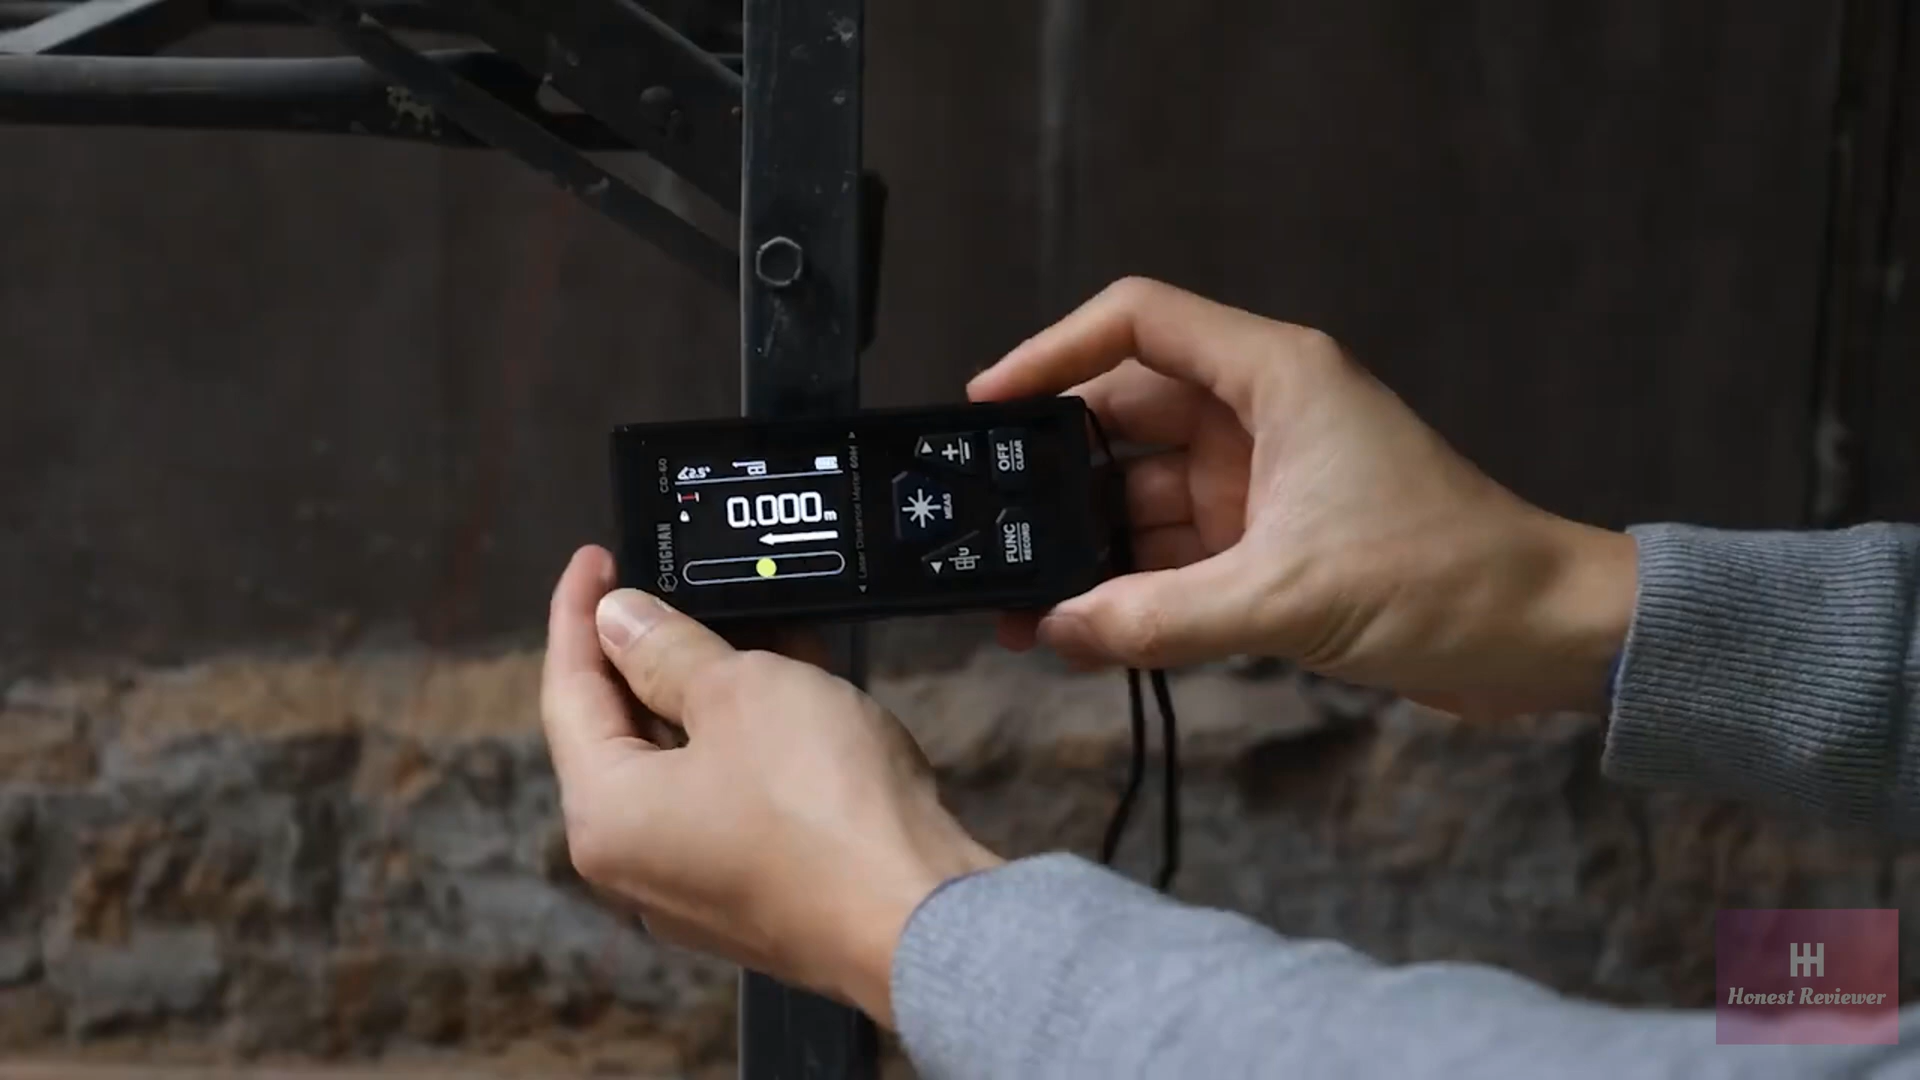 CD-60
CIGMAN
2.5°
0.000m
Laser Distance Meter 60M
MEAS
U
OFF
CLEAR
FUNC
RECORD
Honest Reviewer